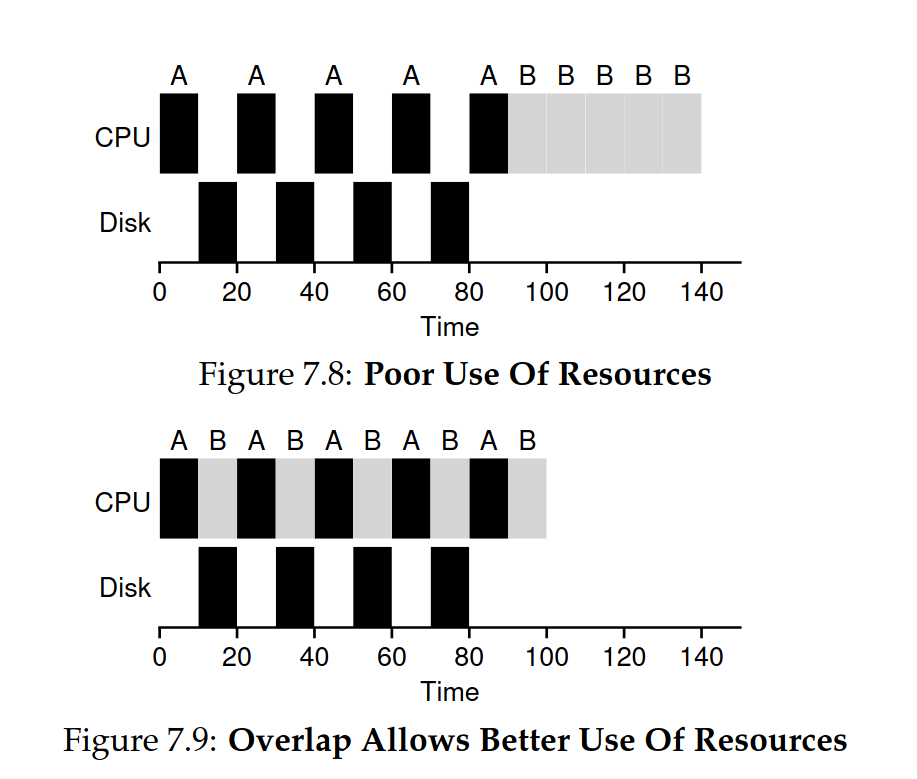 A A A A A B B B B B
CPU
Disk
0 20 40 60 80 100 120 140
Time
Figure 7.8: Poor Use Of Resources
A B A B A B A B A B
CPU
Disk
0 20 40 60 80 100 120 140
Time
Figure 7.9: Overlap Allows Better Use Of Resources